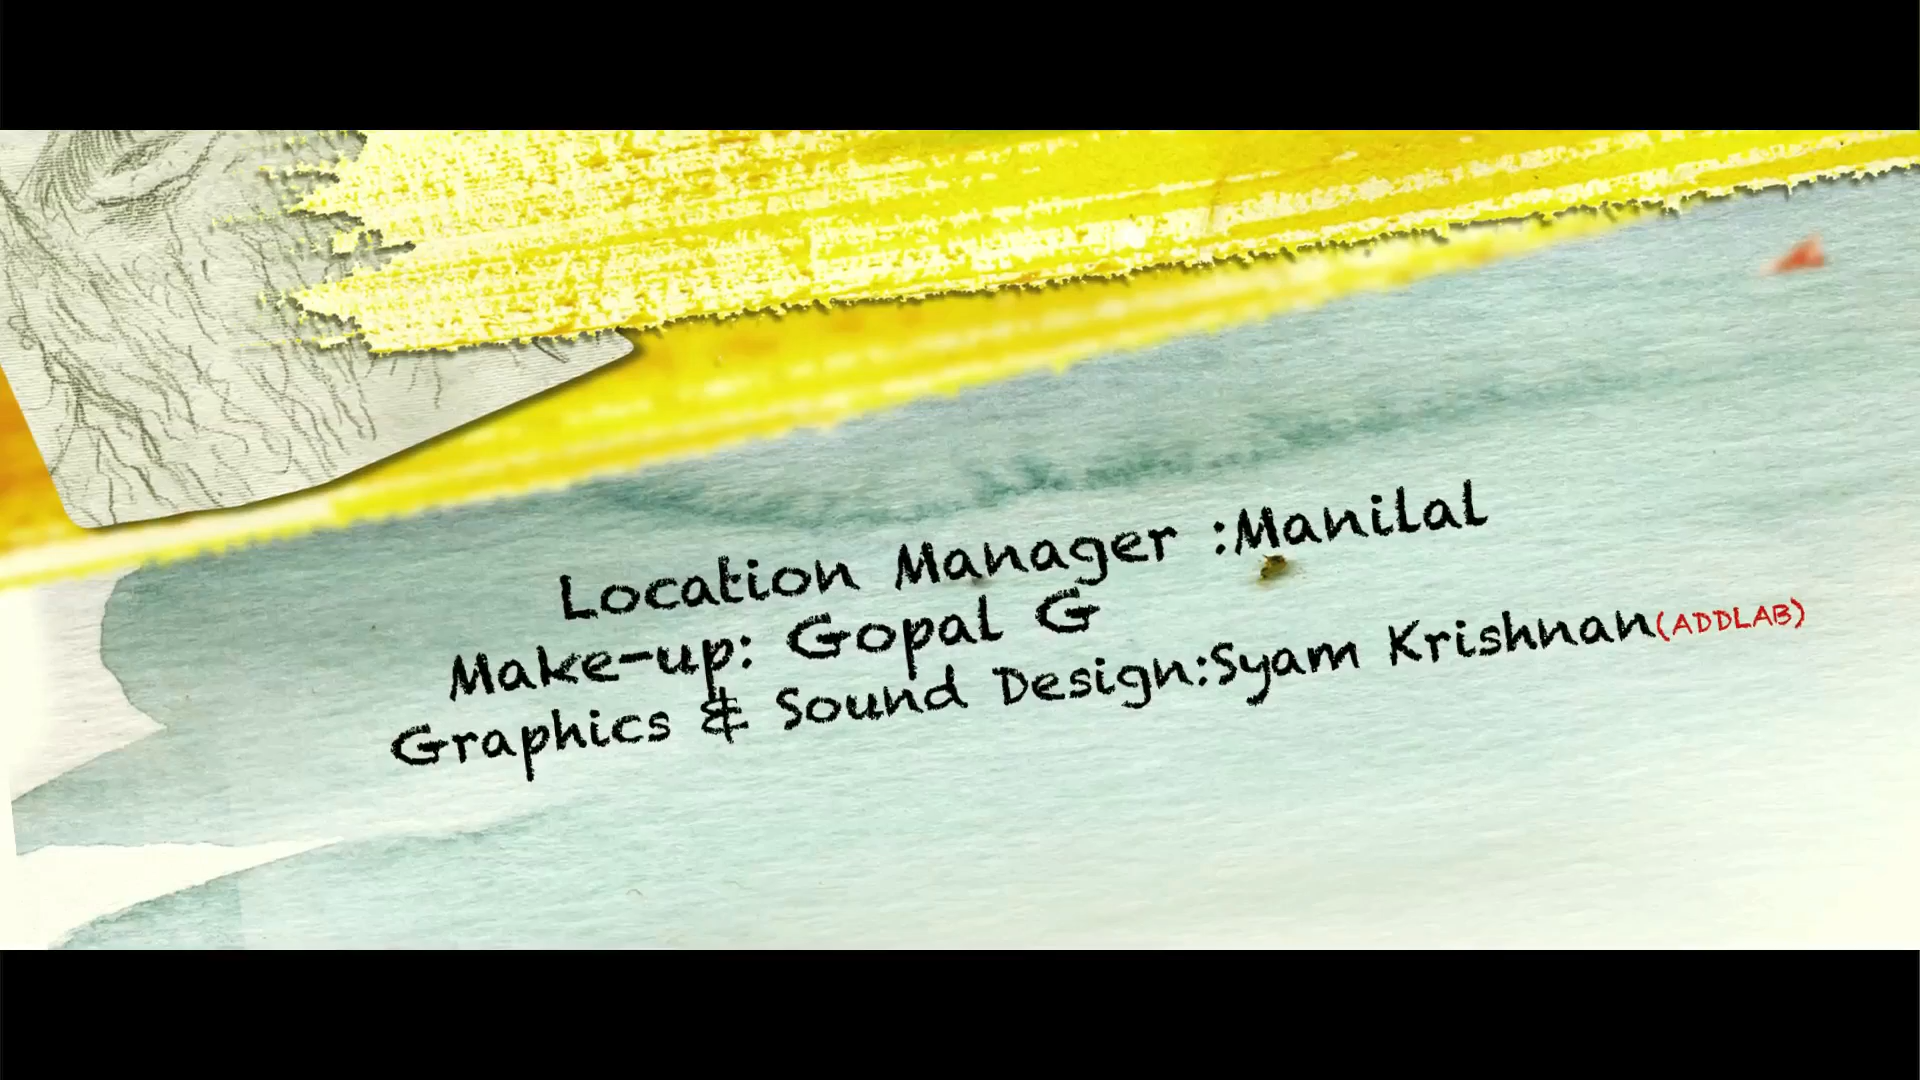 Location Manager :Manilal
Make-up: Gopal G
Graphics & Sound Design:Syam Krishnan(ADDLAB)